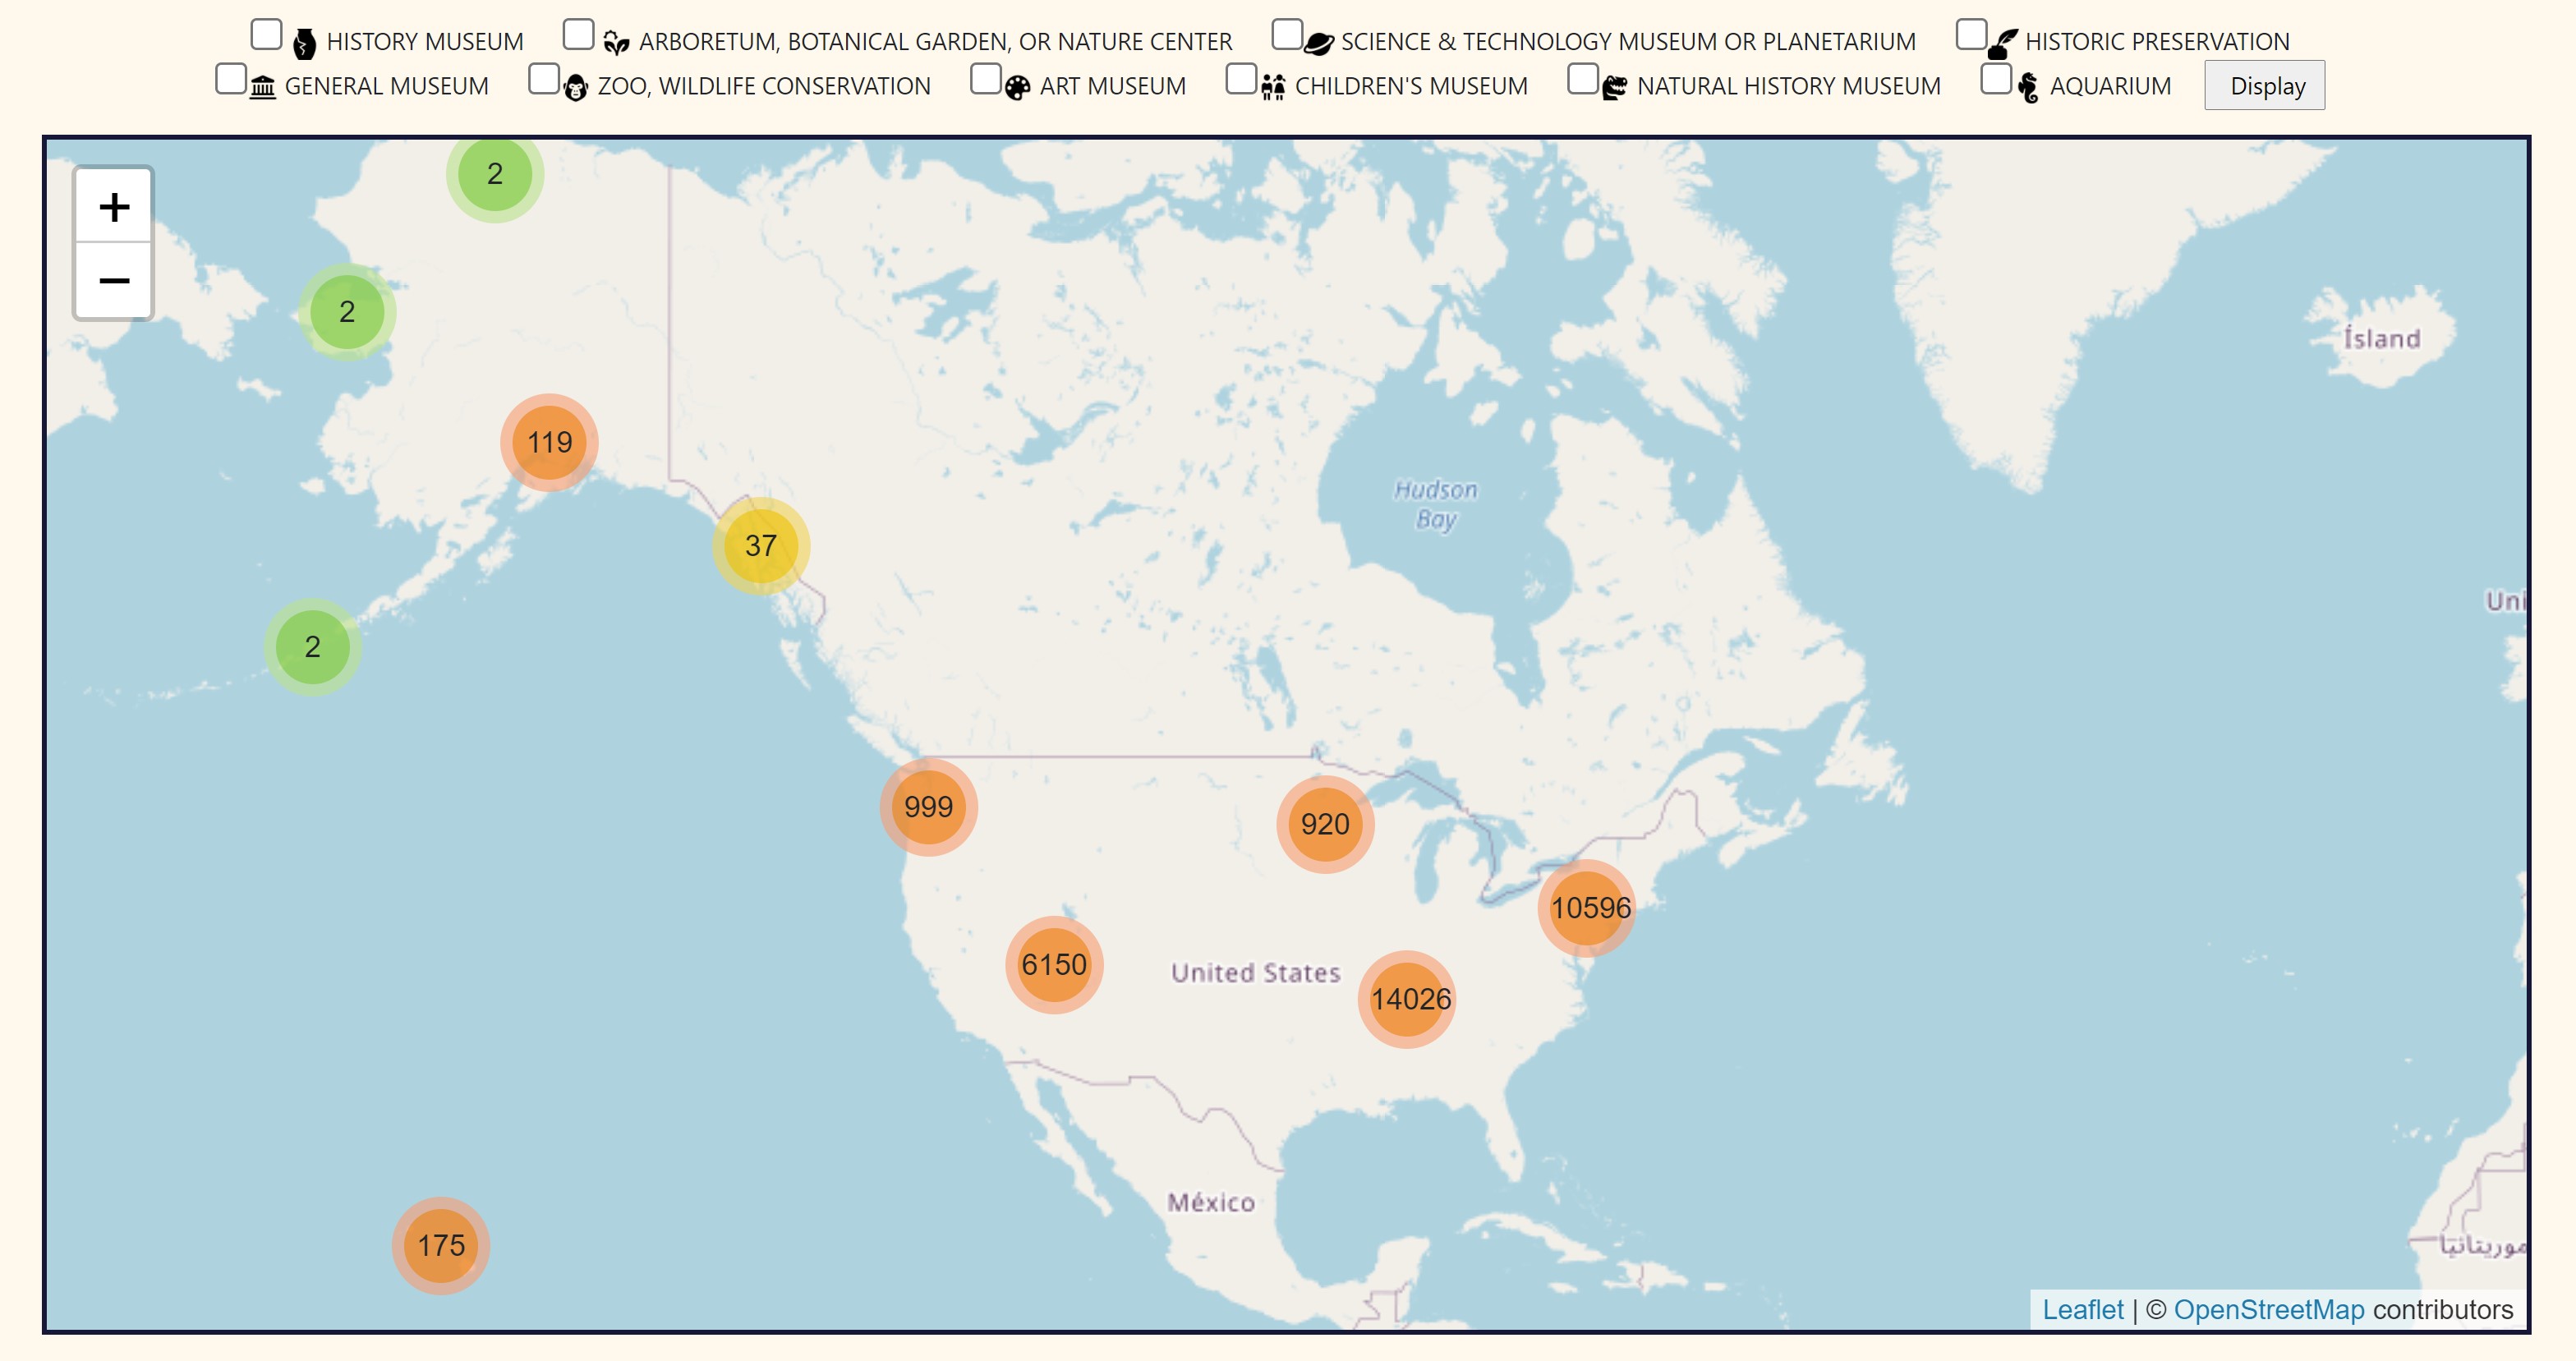 HISTORY MUSEUM ARBORETUM, BOTANICAL GARDEN, OR NATURE CENTER SCIENCE & TECHNOLOGY MUSEUM OR PLANETARIUM HISTORIC PRESERVATION
GENERAL MUSEUM ZOO, WILDLIFE CONSERVATION ART MUSEUM CHILDREN'S MUSEUM NATURAL HISTORY MUSEUM AQUARIUM Display
2
+
−
2
Ísland
119
Hudson
Bay
37
Uni
2
999
920
10596
6150
United States
14026
México
175
موريتانيا
Leaflet | © OpenStreetMap contributors